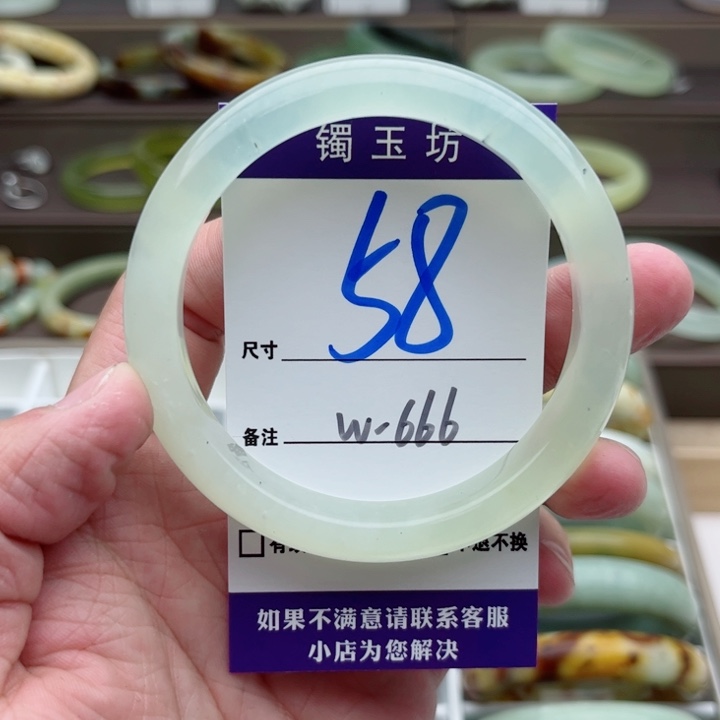 镯玉坊
58
尺寸
w-666
备注
退不换
如果不满意请联系客服
小店为您解决